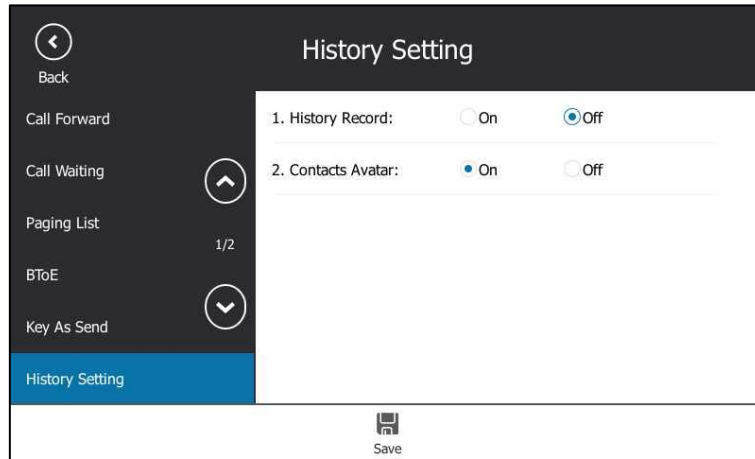 History Setting
Back
Call Forward
1. History Record: On Off
Call Waiting
2. Contacts Avatar: On Off
Paging List
1/2
BToE
Key As Send
History Setting
Save